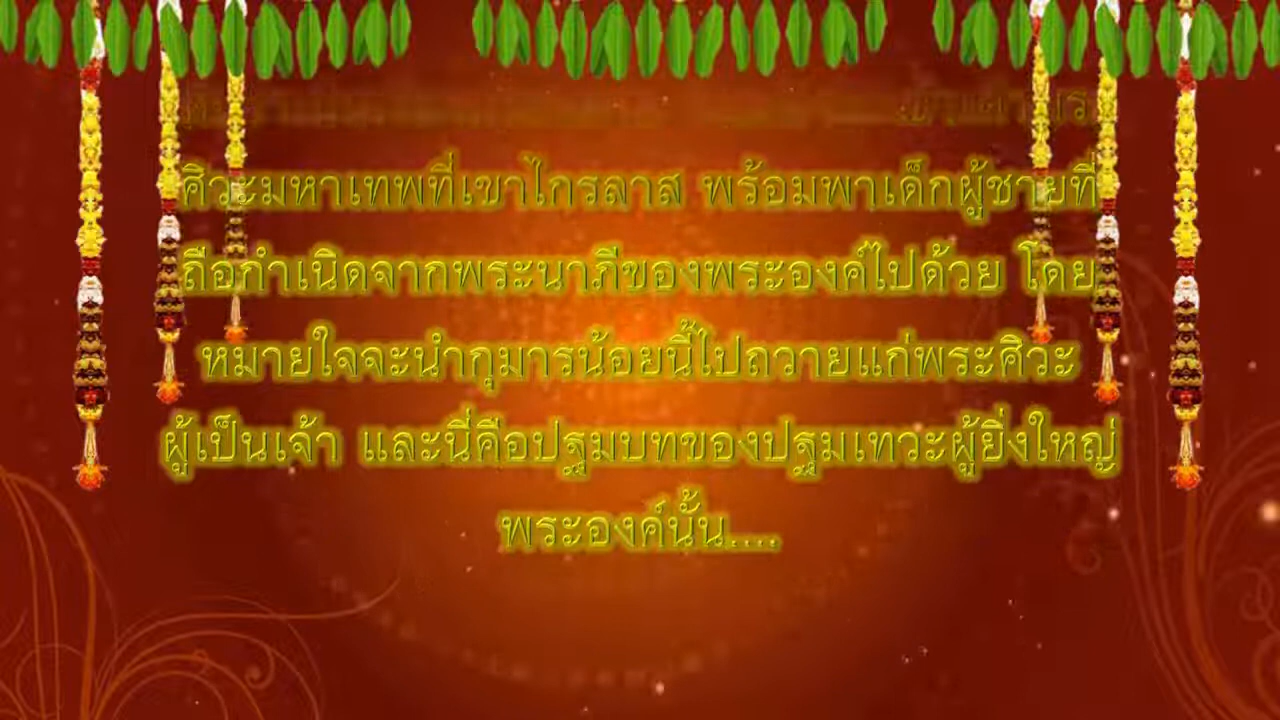 ศิวะมหาเทพที่เขาไกรลาส พร้อมพาเด็กผู้ชายที่
ถือกำเนิดจากพระนาภีของพระองค์ไปด้วย โดย
หมายใจจะนำกุมารน้อยนี้ไปถวายแก่พระศิวะ
ผู้เป็นเจ้า และนี่คือปฐมบทของปฐมเทวะผู้ยิ่งใหญ่
พระองค์นั้น....